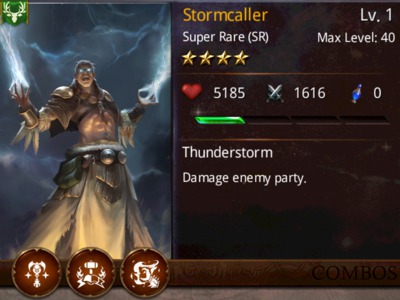 Stormcaller Lv. 1
Super Rare (SR) Max Level: 40
5185 1616 0
Thunderstorm
Damage enemy party.
COMBOS